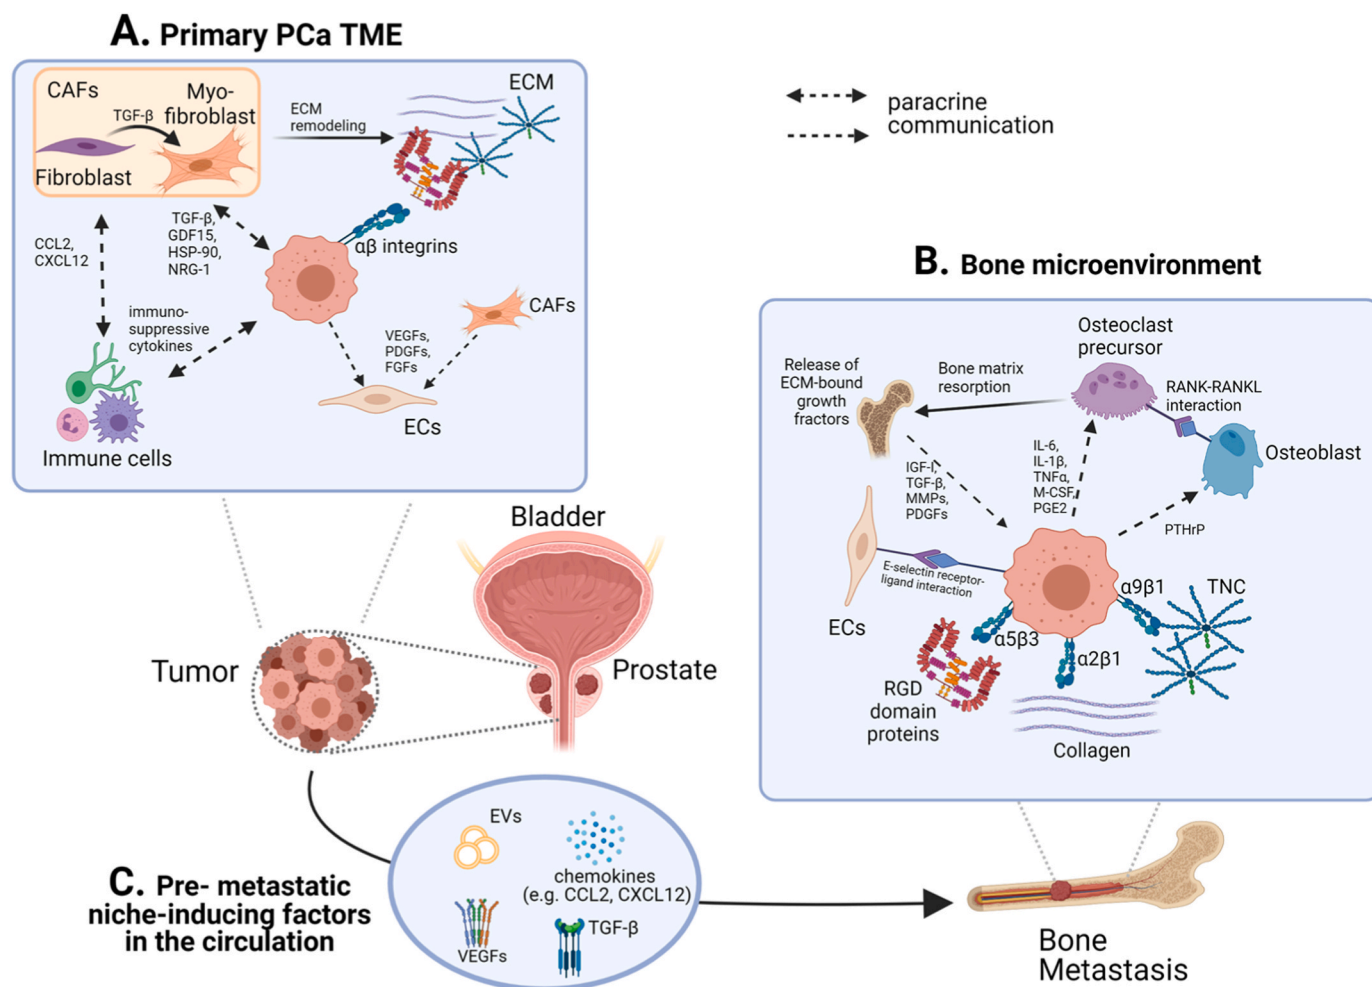 A. Primary PCa TME
CAFs
TGF-β
Myo-
fibroblast
Fibroblast
ECM
remodeling
ECM
CCL2,
CXCL12
TGF-β,
GDF15,
HSP-90,
NRG-1
αβ integrins
immuno-
suppressive
cytokines
VEGFs,
PDGFs,
FGFs
CAFs
ECs
Immune cells
paracrine
communication
B. Bone microenvironment
Osteoclast
precursor
Release of
ECM-bound
growth
fractors
Bone matrix
resorption
RANK-RANKL
interaction
Osteoblast
IGF-I,
TGF-β,
MMPs,
PDGFs
IL-6,
IL-1β,
TNFα,
M-CSF,
PGE2
PTHrP
E-selectin receptor-
ligand interaction
ECs
α9β1
TNC
α5β3
α2β1
RGD
domain
proteins
Collagen
Bladder
Tumor
Prostate
C. Pre- metastatic
niche-inducing factors
in the circulation
EVs
chemokines
(e.g. CCL2, CXCL12)
VEGFs
TGF-β
Bone
Metastasis